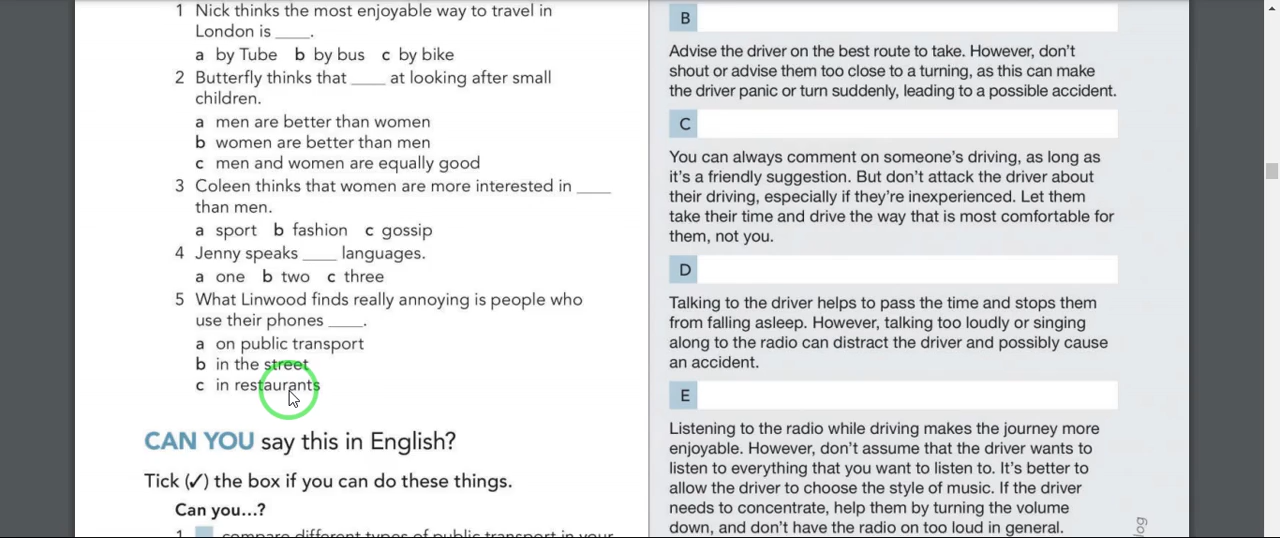 1 Nick thinks the most enjoyable way to travel in
London is ____.
a by Tube b by bus c by bike
2 Butterfly thinks that ____ at looking after small
children.
a men are better than women
b women are better than men
c men and women are equally good
3 Coleen thinks that women are more interested in ____
than men.
a sport b fashion c gossip
4 Jenny speaks ____ languages.
a one b two c three
5 What Linwood finds really annoying is people who
use their phones ____.
a on public transport
b in the street
c in restaurants
CAN YOU say this in English?
Tick (✓) the box if you can do these things.
Can you...?
1 compare different types of public transport in your
B
Advise the driver on the best route to take. However, don't
shout or advise them too close to a turning, as this can make
the driver panic or turn suddenly, leading to a possible accident.
C
You can always comment on someone's driving, as long as
it's a friendly suggestion. But don't attack the driver about
their driving, especially if they're inexperienced. Let them
take their time and drive the way that is most comfortable for
them, not you.
D
Talking to the driver helps to pass the time and stops them
from falling asleep. However, talking too loudly or singing
along to the radio can distract the driver and possibly cause
an accident.
E
Listening to the radio while driving makes the journey more
enjoyable. However, don't assume that the driver wants to
listen to everything that you want to listen to. It's better to
allow the driver to choose the style of music. If the driver
needs to concentrate, help them by turning the volume
down, and don't have the radio on too loud in general.
log